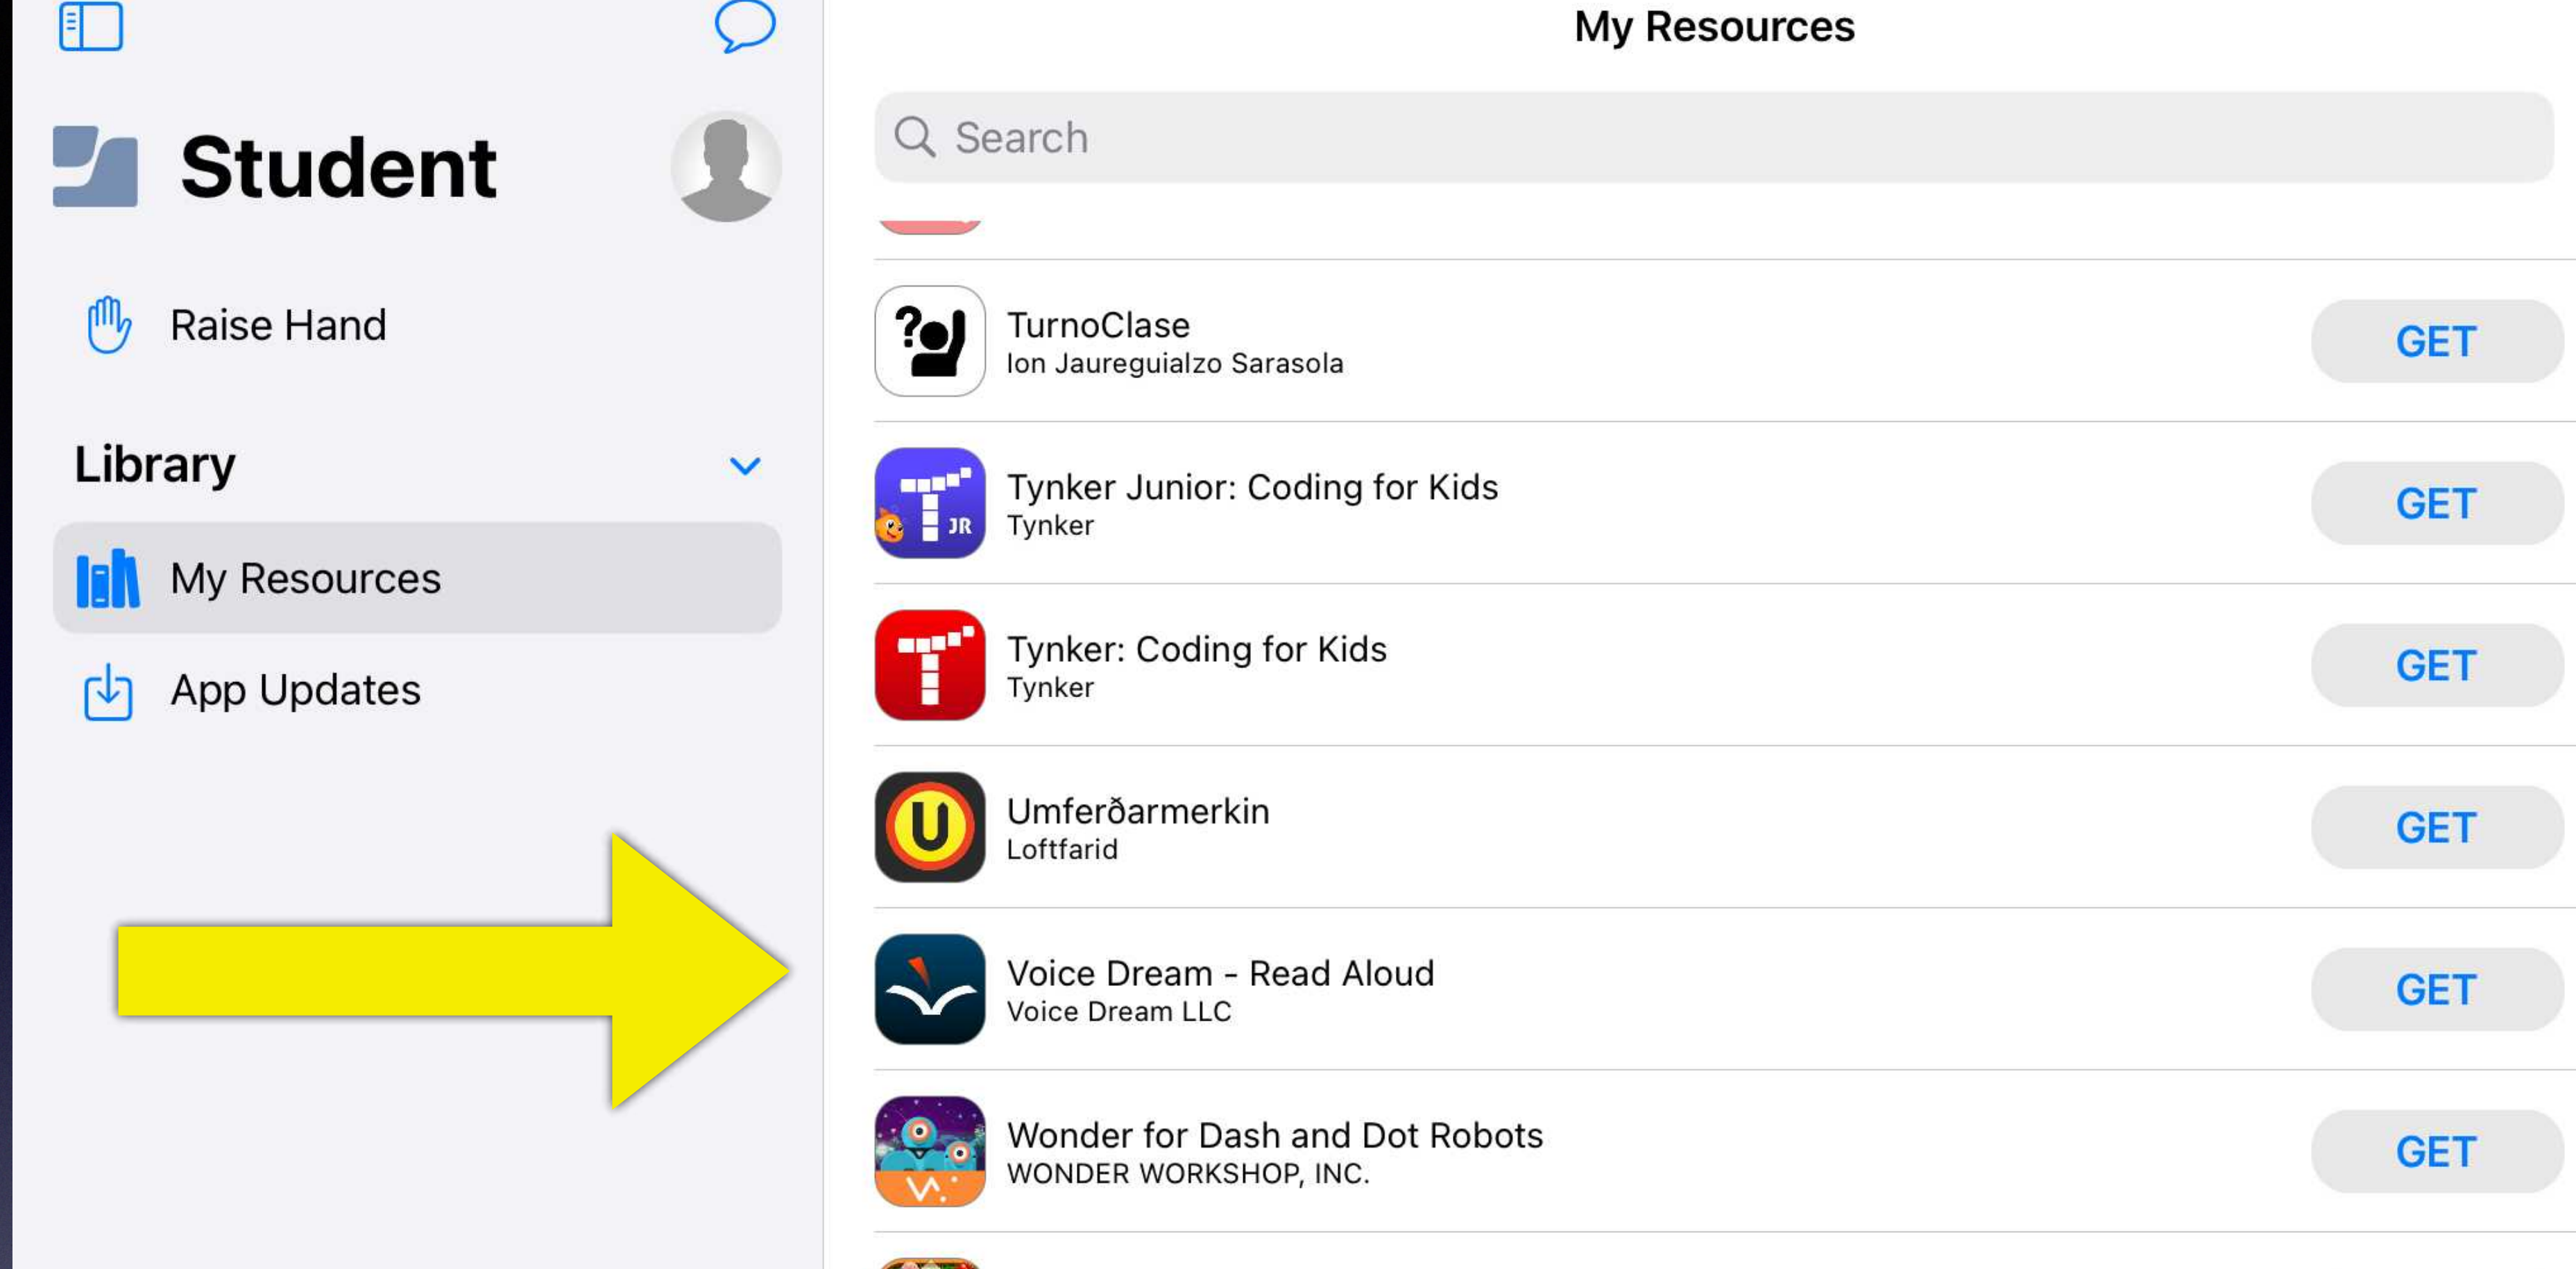 My Resources
Student
Raise Hand
Library
My Resources
App Updates
Search
TurnoClase
Ion Jaureguialzo Sarasola
GET
JR
Tynker Junior: Coding for Kids
Tynker
GET
Tynker: Coding for Kids
Tynker
GET
U
Umferðarmerkin
Loftfarid
GET
Voice Dream - Read Aloud
Voice Dream LLC
GET
Wonder for Dash and Dot Robots
WONDER WORKSHOP, INC.
GET